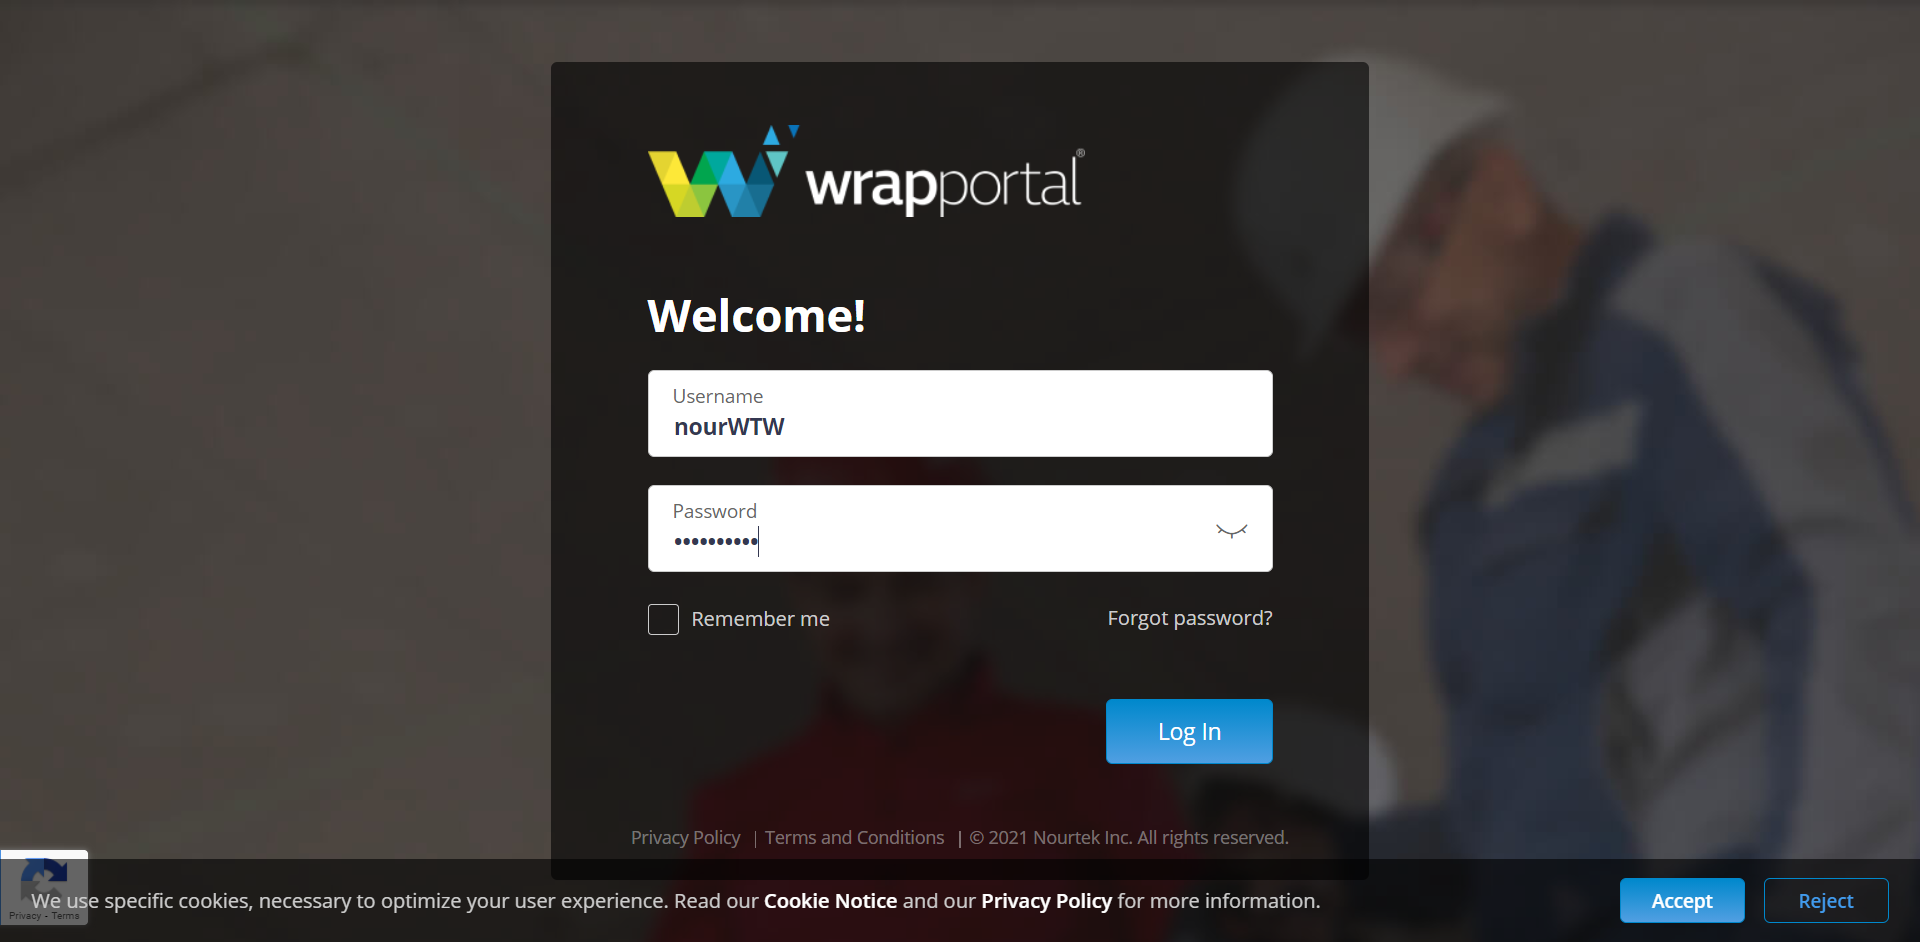 wrapportal®
Welcome!
Username
nourWTW
Password
••••••••••
Remember me
Forgot password?
Log In
Privacy Policy | Terms and Conditions | © 2021 Nourtek Inc. All rights reserved.
We use specific cookies, necessary to optimize your user experience. Read our Cookie Notice and our Privacy Policy for more information.
Accept
Reject
Privacy - Terms